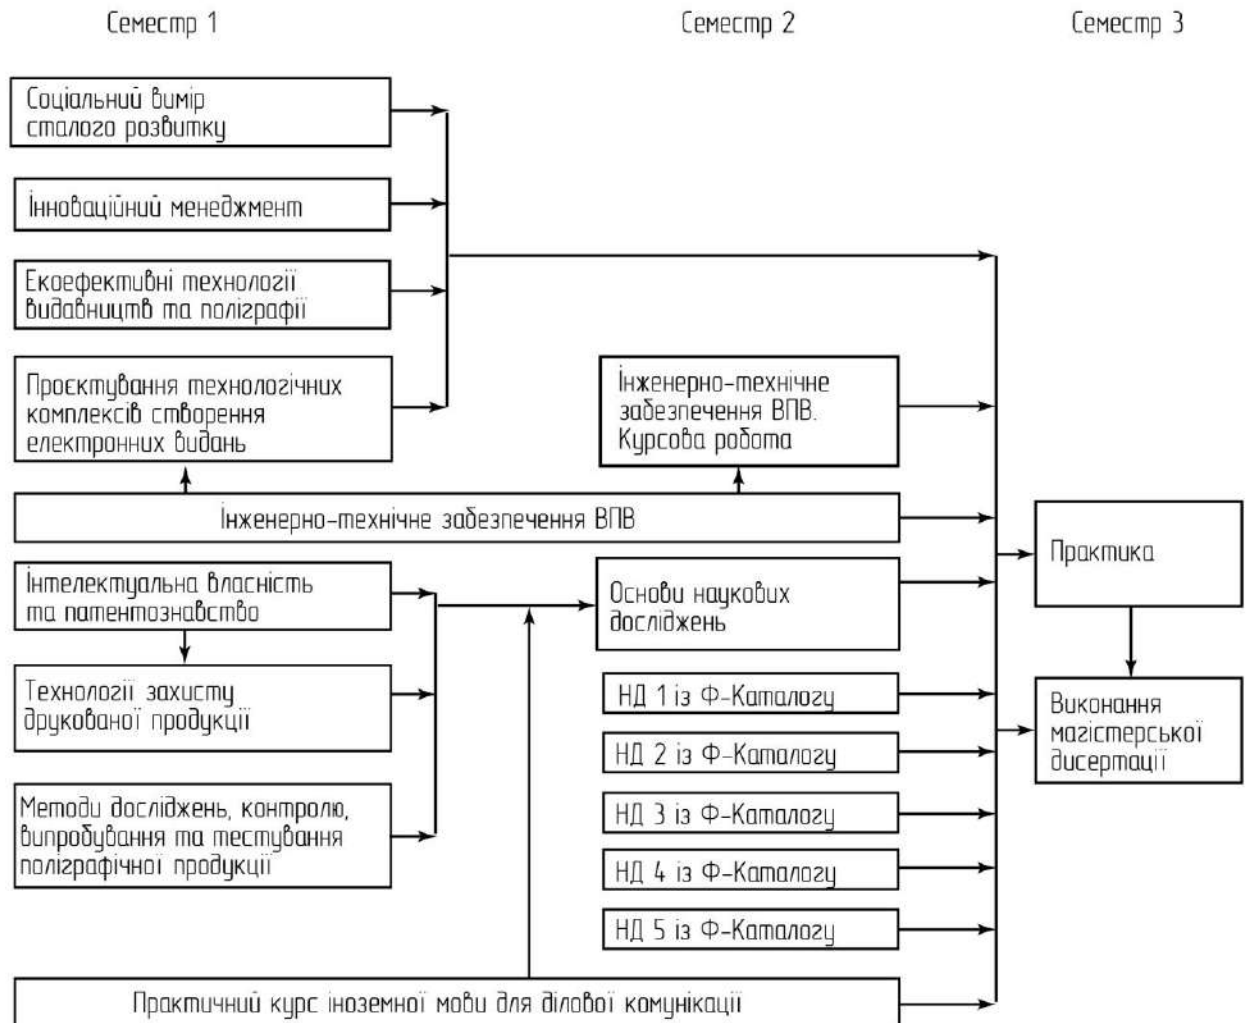 Семестр 1
Семестр 2
Семестр 3
Соціальний вимір
сталого розвитку
Інноваційний менеджмент
Екоефективні технології
видавництв та поліграфії
Проєктування технологічних
комплексів створення
електронних видань
Інженерно-технічне
забезпечення ВПВ.
Курсова робота
Інженерно-технічне забезпечення ВПВ
Інтелектуальна власність
та патентознавство
Технології захисту
друкованої продукції
Методи досліджень, контролю,
випробування та тестування
поліграфічної продукції
Основи наукових
досліджень
НД 1 із Ф-Каталогу
НД 2 із Ф-Каталогу
НД 3 із Ф-Каталогу
НД 4 із Ф-Каталогу
НД 5 із Ф-Каталогу
Практика
Виконання
магістерської
дисертації
Практичний курс іноземної мови для ділової комунікації